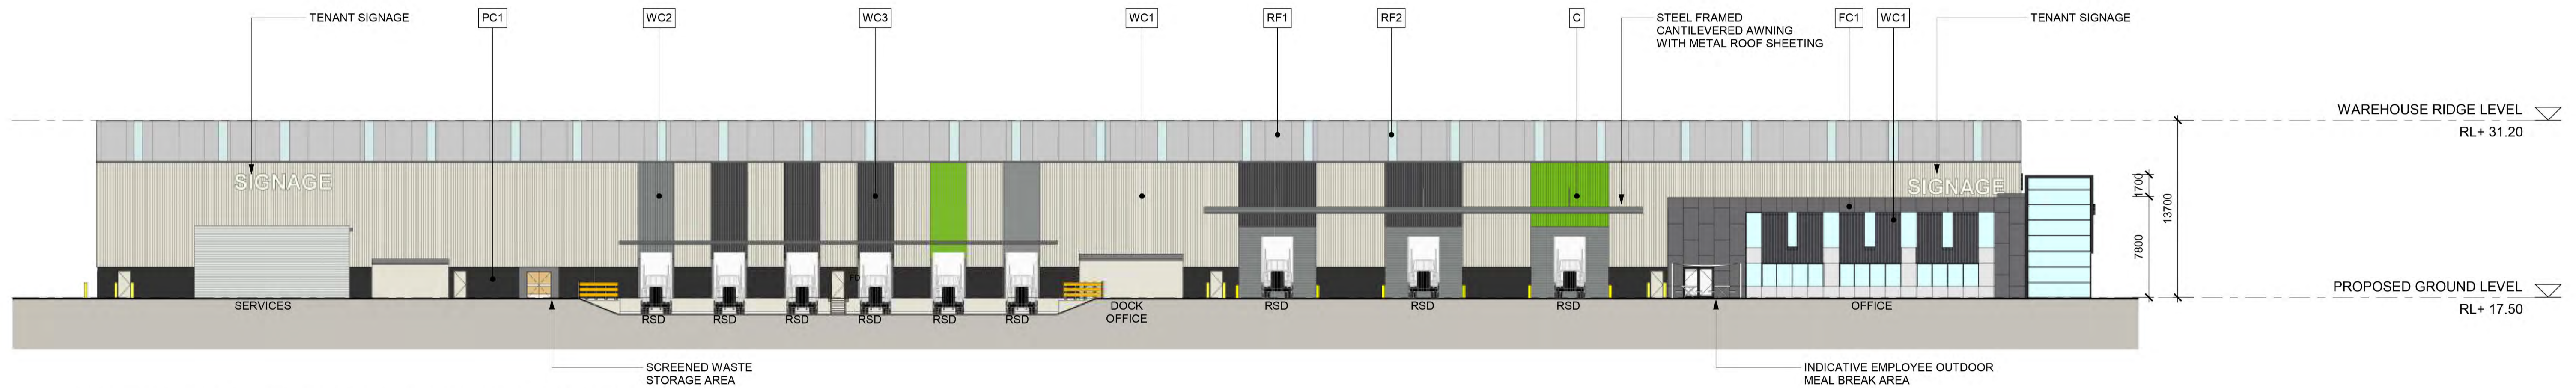 TENANT SIGNAGE
PC1
WC2
WC3
WC1
RF1
RF2
C
STEEL FRAMED
CANTILEVERED AWNING
WITH METAL ROOF SHEETING
FC1
WC1
TENANT SIGNAGE
WAREHOUSE RIDGE LEVEL
RL+ 31.20
SIGNAGE
SIGNAGE
1700
13700
7800
FD
PROPOSED GROUND LEVEL
RL+ 17.50
SERVICES
RSD
RSD
RSD
RSD
RSD
RSD
DOCK
OFFICE
RSD
RSD
RSD
OFFICE
SCREENED WASTE
STORAGE AREA
INDICATIVE EMPLOYEE OUTDOOR
MEAL BREAK AREA